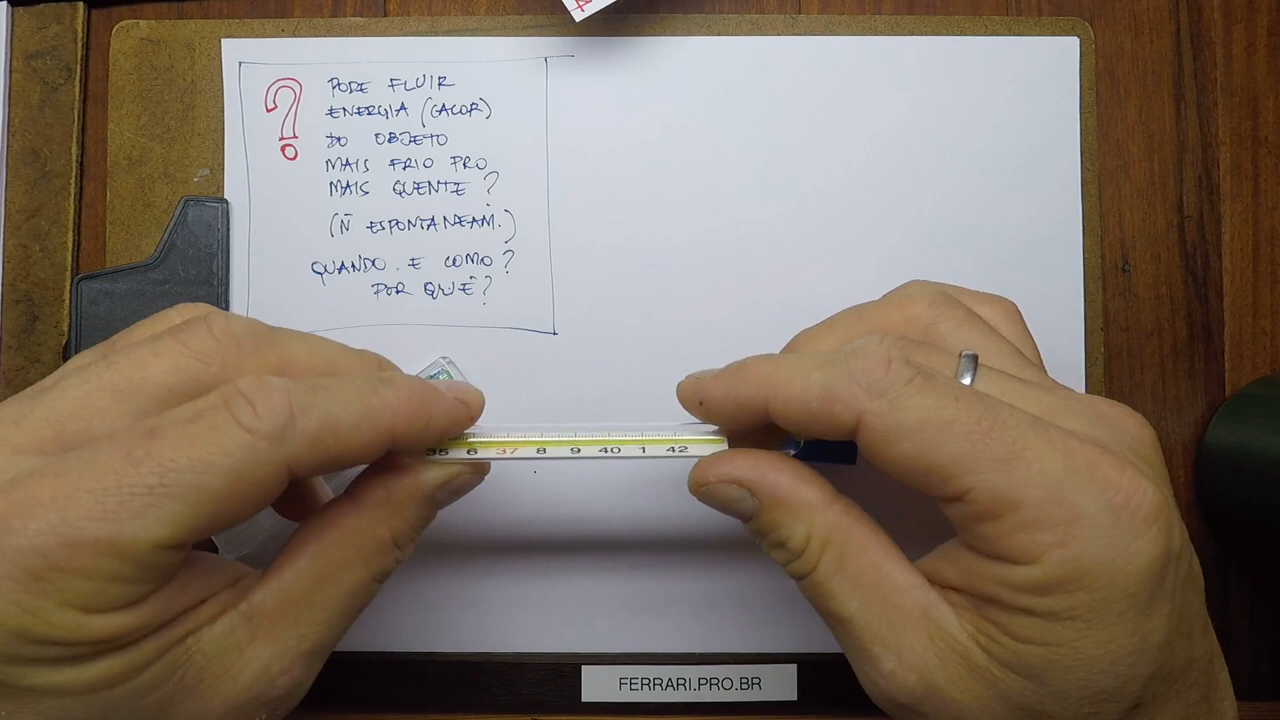 ?
PODE FLUIR
ENERGIA (CALOR)
DO OBJETO
MAIS FRIO PRO
MAIS QUENTE?
(Ñ ESPONTANEAM.)
QUANDO. E COMO?
POR QUÊ?
35 6 37 8 9 40 1 42
FERRARI.PRO.BR
4